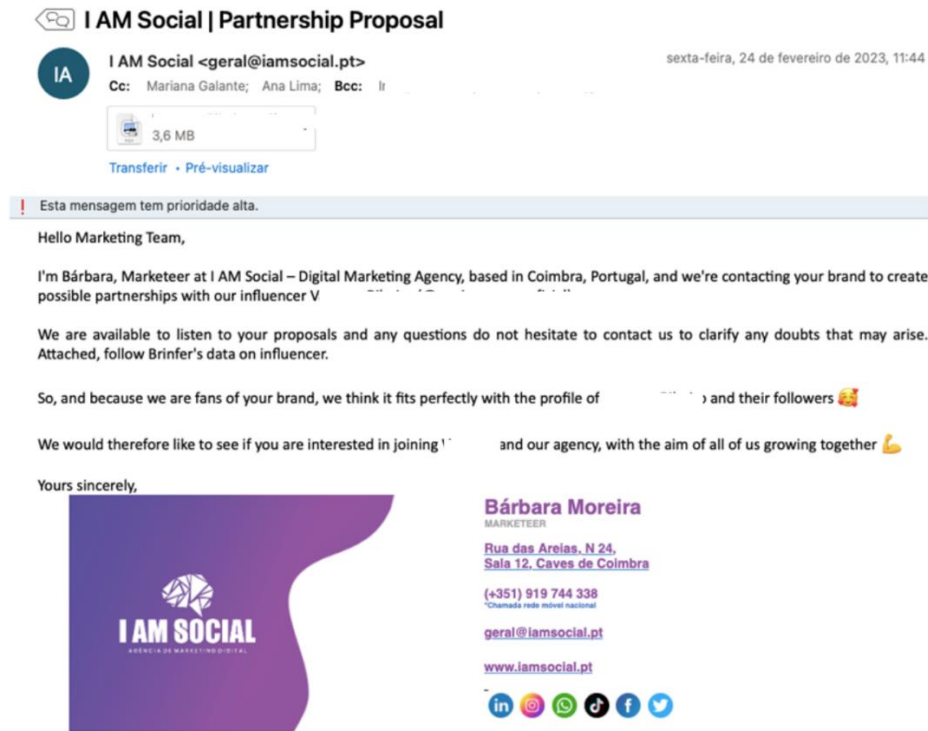 I AM Social | Partnership Proposal
IA
I AM Social <geral@iamsocial.pt>
sexta-feira, 24 de fevereiro de 2023, 11:44
Cc: Mariana Galante; Ana Lima; Bcc:
3,6 MB
Transferir • Pré-visualizar
! Esta mensagem tem prioridade alta.
Hello Marketing Team,
I'm Bárbara, Marketeer at I AM Social – Digital Marketing Agency, based in Coimbra, Portugal, and we're contacting your brand to create
possible partnerships with our influencer V
We are available to listen to your proposals and any questions do not hesitate to contact us to clarify any doubts that may arise.
Attached, follow Brinfer's data on influencer.
So, and because we are fans of your brand, we think it fits perfectly with the profile of and their followers 🥰
We would therefore like to see if you are interested in joining and our agency, with the aim of all of us growing together 💪
Yours sincerely,
I AM SOCIAL
AGÊNCIA DE MARKETING DIGITAL
Bárbara Moreira
MARKETEER
Rua das Areias, N 24,
Sala 12, Caves de Coimbra
(+351) 919 744 338
*Chamada rede móvel nacional
geral@iamsocial.pt
www.iamsocial.pt